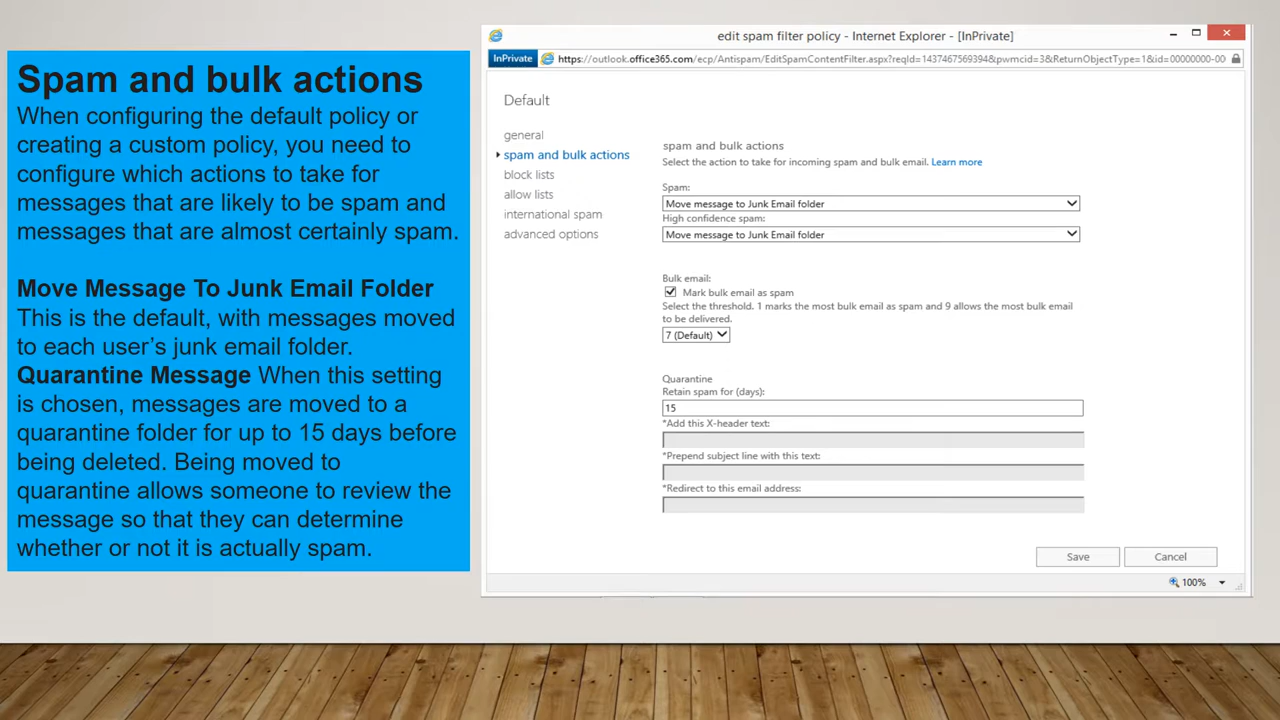 Spam and bulk actions
When configuring the default policy or
creating a custom policy, you need to
configure which actions to take for
messages that are likely to be spam and
messages that are almost certainly spam.
Move Message To Junk Email Folder
This is the default, with messages moved
to each user’s junk email folder.
Quarantine Message When this setting
is chosen, messages are moved to a
quarantine folder for up to 15 days before
being deleted. Being moved to
quarantine allows someone to review the
message so that they can determine
whether or not it is actually spam.
edit spam filter policy - Internet Explorer - [InPrivate]
InPrivate https://outlook.office365.com/ecp/Antispam/EditSpamContentFilter.aspx?reqId=1437467569394&pwmcid=3&ReturnObjectType=1&id=00000000-00
Default
general
spam and bulk actions
block lists
allow lists
international spam
advanced options
spam and bulk actions
Select the action to take for incoming spam and bulk email. Learn more
Spam:
Move message to Junk Email folder
High confidence spam:
Move message to Junk Email folder
Bulk email:
Mark bulk email as spam
Select the threshold. 1 marks the most bulk email as spam and 9 allows the most bulk email
to be delivered.
7 (Default)
Quarantine
Retain spam for (days):
15
*Add this X-header text:
*Prepend subject line with this text:
*Redirect to this email address:
Save Cancel
100%